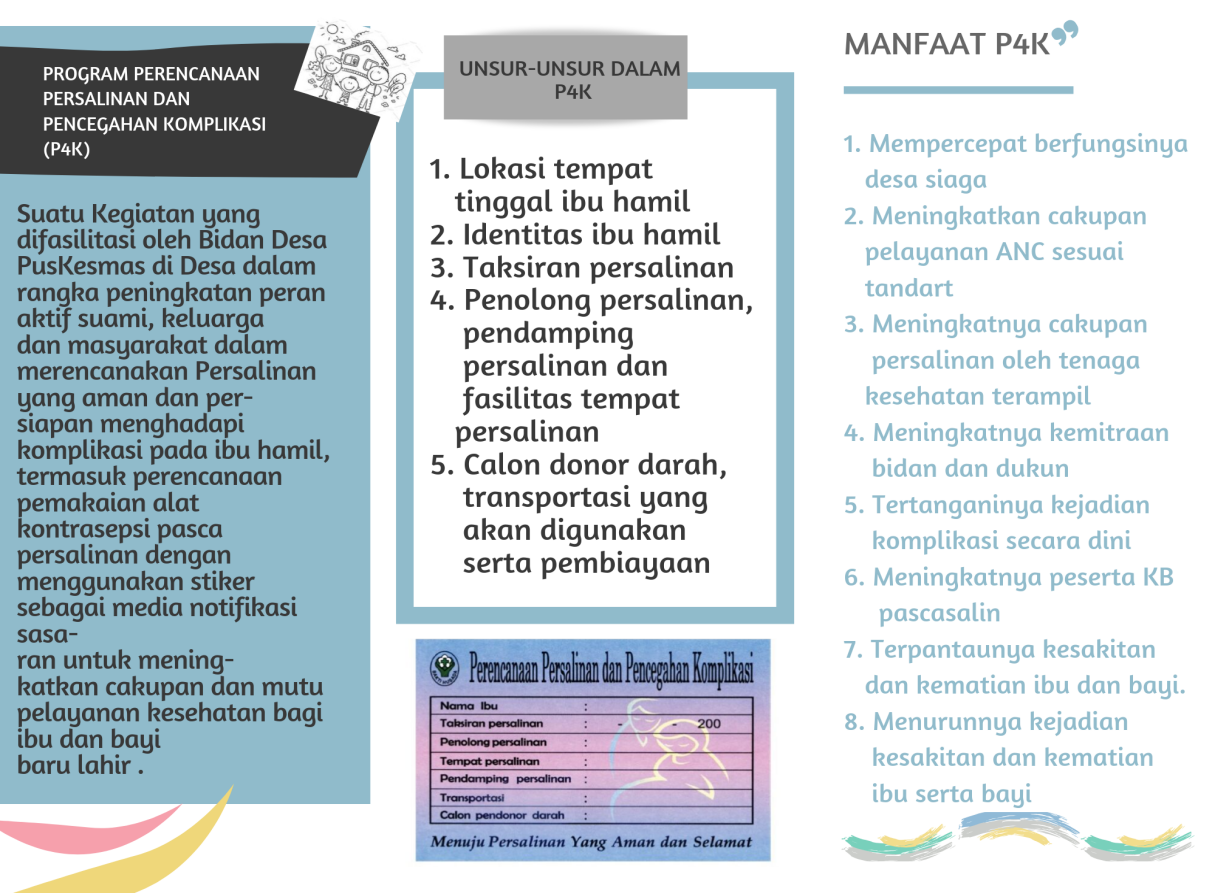 PROGRAM PERENCANAAN
PERSALINAN DAN
PENCEGAHAN KOMPLIKASI
(P4K)
Suatu Kegiatan yang
difasilitasi oleh Bidan Desa
PusKesmas di Desa dalam
rangka peningkatan peran
aktif suami, keluarga
dan masyarakat dalam
merencanakan Persalinan
yang aman dan per-
siapan menghadapi
komplikasi pada ibu hamil,
termasuk perencanaan
pemakaian alat
kontrasepsi pasca
persalinan dengan
menggunakan stiker
sebagai media notifikasi
sasa-
ran untuk mening-
katkan cakupan dan mutu
pelayanan kesehatan bagi
ibu dan bayi
baru lahir .
UNSUR-UNSUR DALAM
P4K
1. Lokasi tempat
tinggal ibu hamil
2. Identitas ibu hamil
3. Taksiran persalinan
4. Penolong persalinan,
pendamping
persalinan dan
fasilitas tempat
persalinan
5. Calon donor darah,
transportasi yang
akan digunakan
serta pembiayaan
Perencanaan Persalinan dan Pencegahan Komplikasi
Nama Ibu :
Taksiran persalinan : - - 200
Penolong persalinan :
Tempat persalinan :
Pendamping persalinan :
Transportasi :
Calon pendonor darah :
Menuju Persalinan Yang Aman dan Selamat
MANFAAT P4K
1. Mempercepat berfungsinya
desa siaga
2. Meningkatkan cakupan
pelayanan ANC sesuai
tandart
3. Meningkatnya cakupan
persalinan oleh tenaga
kesehatan terampil
4. Meningkatnya kemitraan
bidan dan dukun
5. Tertanganinya kejadian
komplikasi secara dini
6. Meningkatnya peserta KB
pascasalin
7. Terpantaunya kesakitan
dan kematian ibu dan bayi.
8. Menurunnya kejadian
kesakitan dan kematian
ibu serta bayi